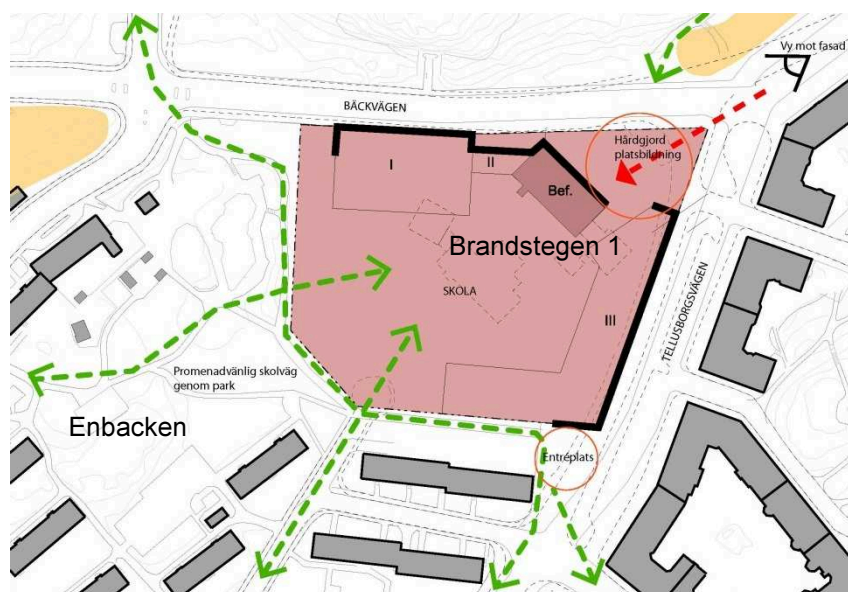 Vy mot fasad
BÄCKVÄGEN
Hårdgjord
platsbildning
I
II
Bef.
Brandstegen 1
SKOLA
III
TELLUSBORGSVÄGEN
Promenadvänlig skolväg
genom park
Enbacken
Entréplats